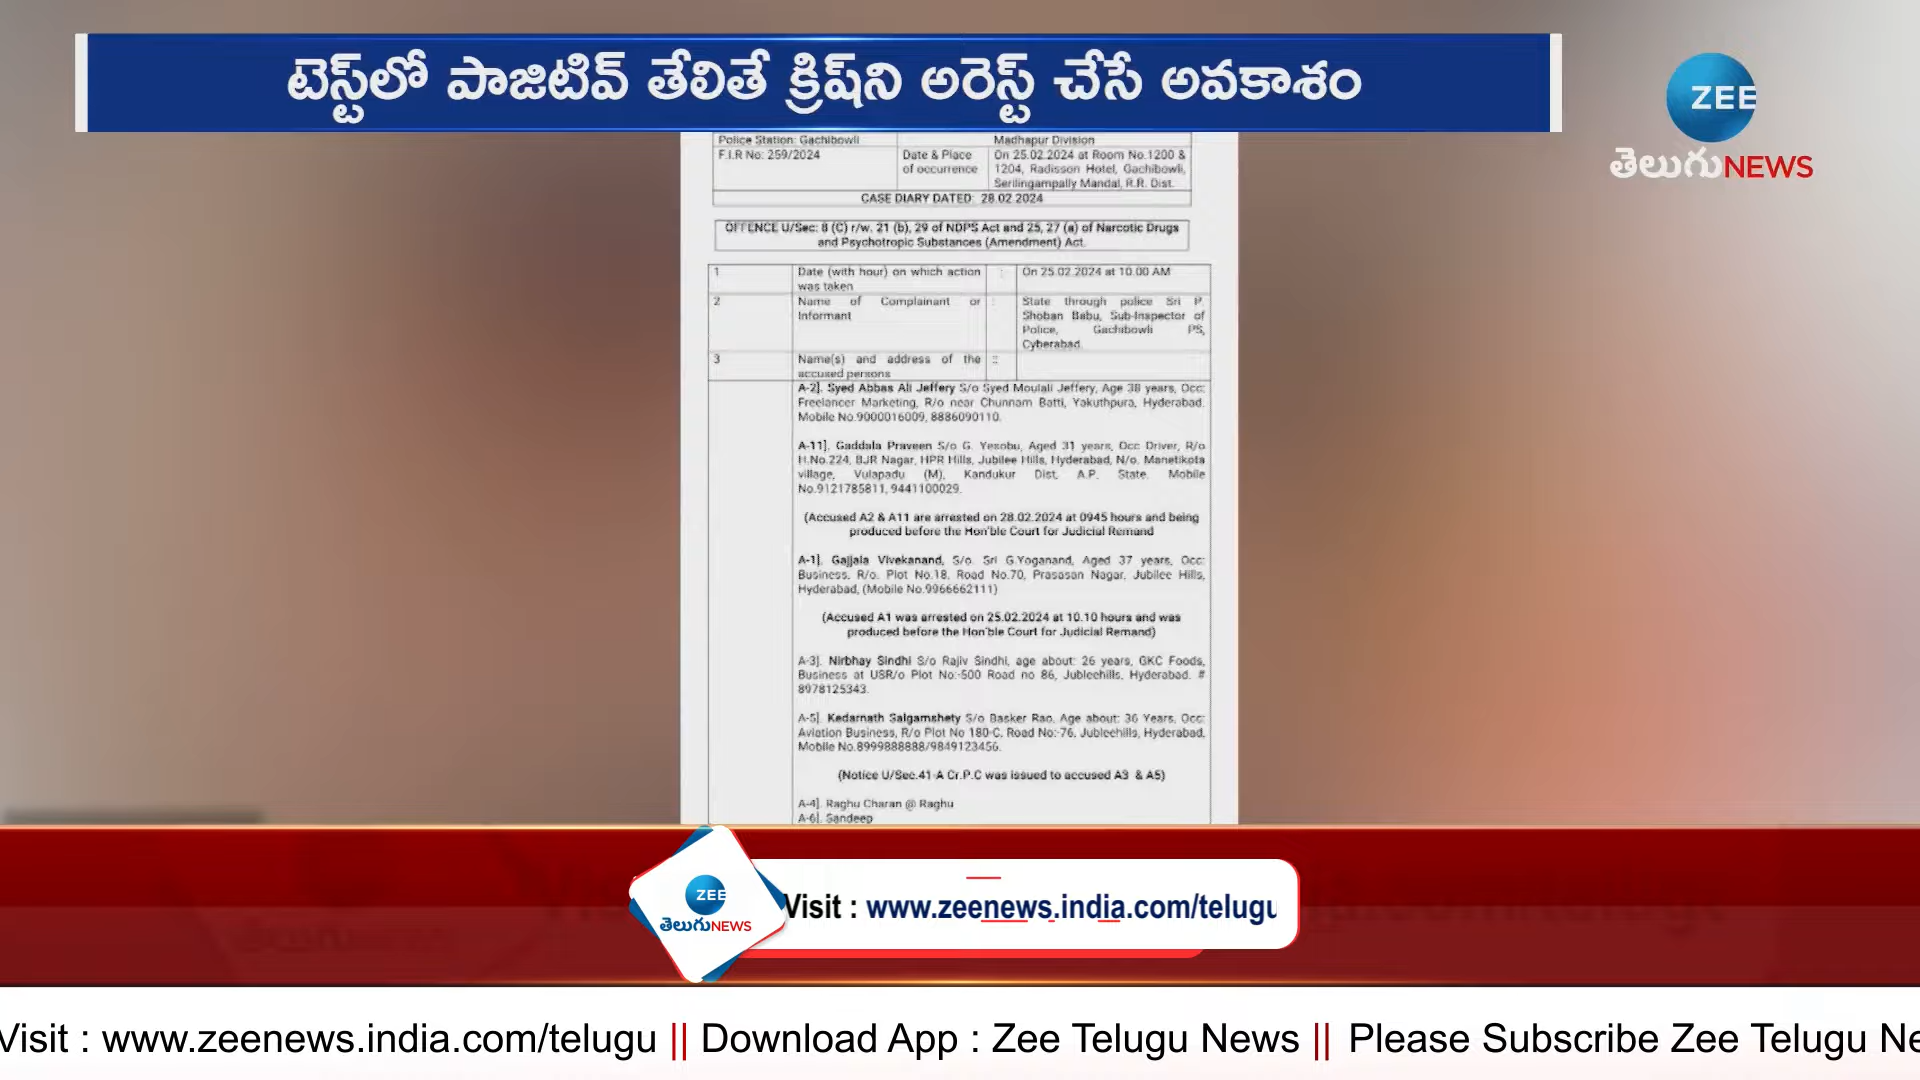 టెస్ట్‌లో పాజిటివ్ తేలితే క్రిష్‌ని అరెస్ట్ చేసే అవకాశం
ZEE
తెలుగు NEWS
Police Station: Gachibowli Madhapur Division
F.I.R No: 259/2024 Date & Place of occurrence On 25.02.2024 at Room No.1200 &
1204, Radisson Hotel, Gachibowli,
Serilingampally Mandal, R.R. Dist.
CASE DIARY DATED: 28.02.2024
OFFENCE U/Sec: 8 (C) r/w. 21 (b), 29 of NDPS Act and 25, 27 (a) of Narcotic Drugs
and Psychotropic Substances (Amendment) Act.
1 Date (with hour) on which action was taken : On 25.02.2024 at 10.00 AM
2 Name of Complainant or Informant : State through police Sri P.
Shoban Babu, Sub-Inspector of
Police, Gachibowli PS,
Cyberabad.
3 Name(s) and address of the accused persons ::
A-2]. Syed Abbas Ali Jeffery S/o Syed Moulali Jeffery, Age 38 years, Occ:
Freelancer Marketing, R/o near Chunnam Batti, Yakuthpura, Hyderabad.
Mobile No.9000016009, 8886090110.
A-11]. Gaddala Praveen S/o G. Yesobu, Aged 31 years, Occ Driver, R/o
H.No.224, BJR Nagar, HPR Hills, Jubilee Hills, Hyderabad, N/o. Manetikota
village, Vulapadu (M), Kandukur Dist, A.P. State. Mobile
No.9121785811, 9441100029.
(Accused A2 & A11 are arrested on 28.02.2024 at 0945 hours and being
produced before the Hon'ble Court for Judicial Remand
A-1]. Gajjala Vivekanand, S/o. Sri G.Yoganand, Aged 37 years, Occ:
Business, R/o. Plot No.18, Road No.70, Prasasan Nagar, Jubilee Hills,
Hyderabad, (Mobile No.9966662111)
(Accused A1 was arrested on 25.02.2024 at 10.10 hours and was
produced before the Hon'ble Court for Judicial Remand)
A-3]. Nirbhay Sindhi S/o Rajiv Sindhi, age about: 26 years, GKC Foods,
Business at USR/o Plot No:-500 Road no 86, Jubleehills, Hyderabad. #
8978125343.
A-5]. Kedarnath Salgamshety S/o Basker Rao, Age about: 36 Years, Occ:
Aviation Business, R/o Plot No 180-C, Road No:-76, Jubleehills, Hyderabad,
Mobile No.8999888888/9849123456.
(Notice U/Sec.41-A Cr.P.C was issued to accused A3 & A5)
A-4]. Raghu Charan @ Raghu
A-6]. Sandeep
ZEE
తెలుగు NEWS
Visit : www.zeenews.india.com/telugu
Visit : www.zeenews.india.com/telugu || Download App : Zee Telugu News || Please Subscribe Zee Telugu Ne